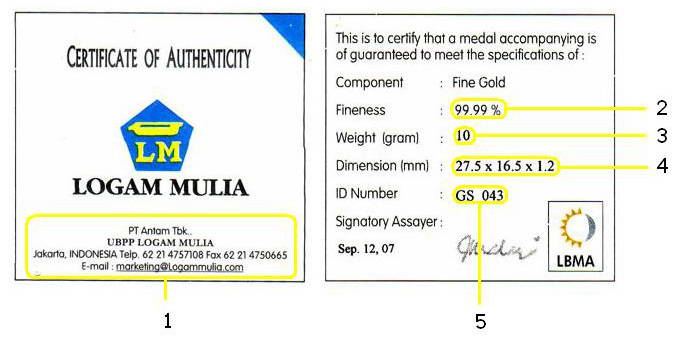 CERTIFICATE OF AUTHENTICITY
LM
LOGAM MULIA
PT Antam Tbk..
UBPP LOGAM MULIA
Jakarta, INDONESIA Telp. 62 21 4757108 Fax 62 21 4750665
E-mail : marketing@Logammulia.com
1
This is to certify that a medal accompanying is
of guaranteed to meet the specifications of :
Component : Fine Gold
Fineness : 99.99 % 2
Weight (gram) : 10 3
Dimension (mm) : 27.5 x 16.5 x 1.2 4
ID Number : GS 043
Signatory Assayer :
Sep. 12, 07
LBMA
5